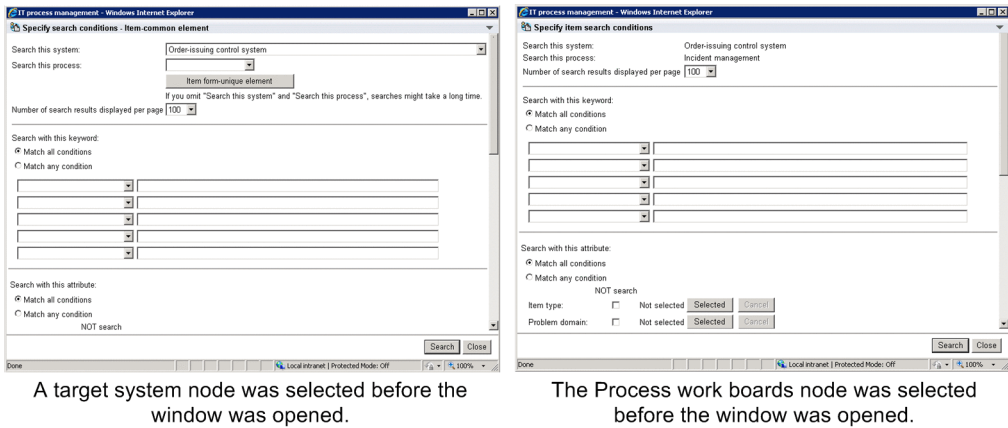 IT process management - Windows Internet Explorer
Specify search conditions - Item-common element
Search this system: Order-issuing control system
Search this process:
Item form-unique element
If you omit "Search this system" and "Search this process", searches might take a long time.
Number of search results displayed per page 100
Search with this keyword:
Match all conditions
Match any condition
Search with this attribute:
Match all conditions
Match any condition
NOT search
Search Close
Done Local intranet | Protected Mode: Off 100%
A target system node was selected before the
window was opened.
IT process management - Windows Internet Explorer
Specify item search conditions
Search this system: Order-issuing control system
Search this process: Incident management
Number of search results displayed per page 100
Search with this keyword:
Match all conditions
Match any condition
Search with this attribute:
Match all conditions
Match any condition
NOT search
Item type: Not selected Selected Cancel
Problem domain: Not selected Selected Cancel
Search Close
Done Local intranet | Protected Mode: Off 100%
The Process work boards node was selected
before the window was opened.